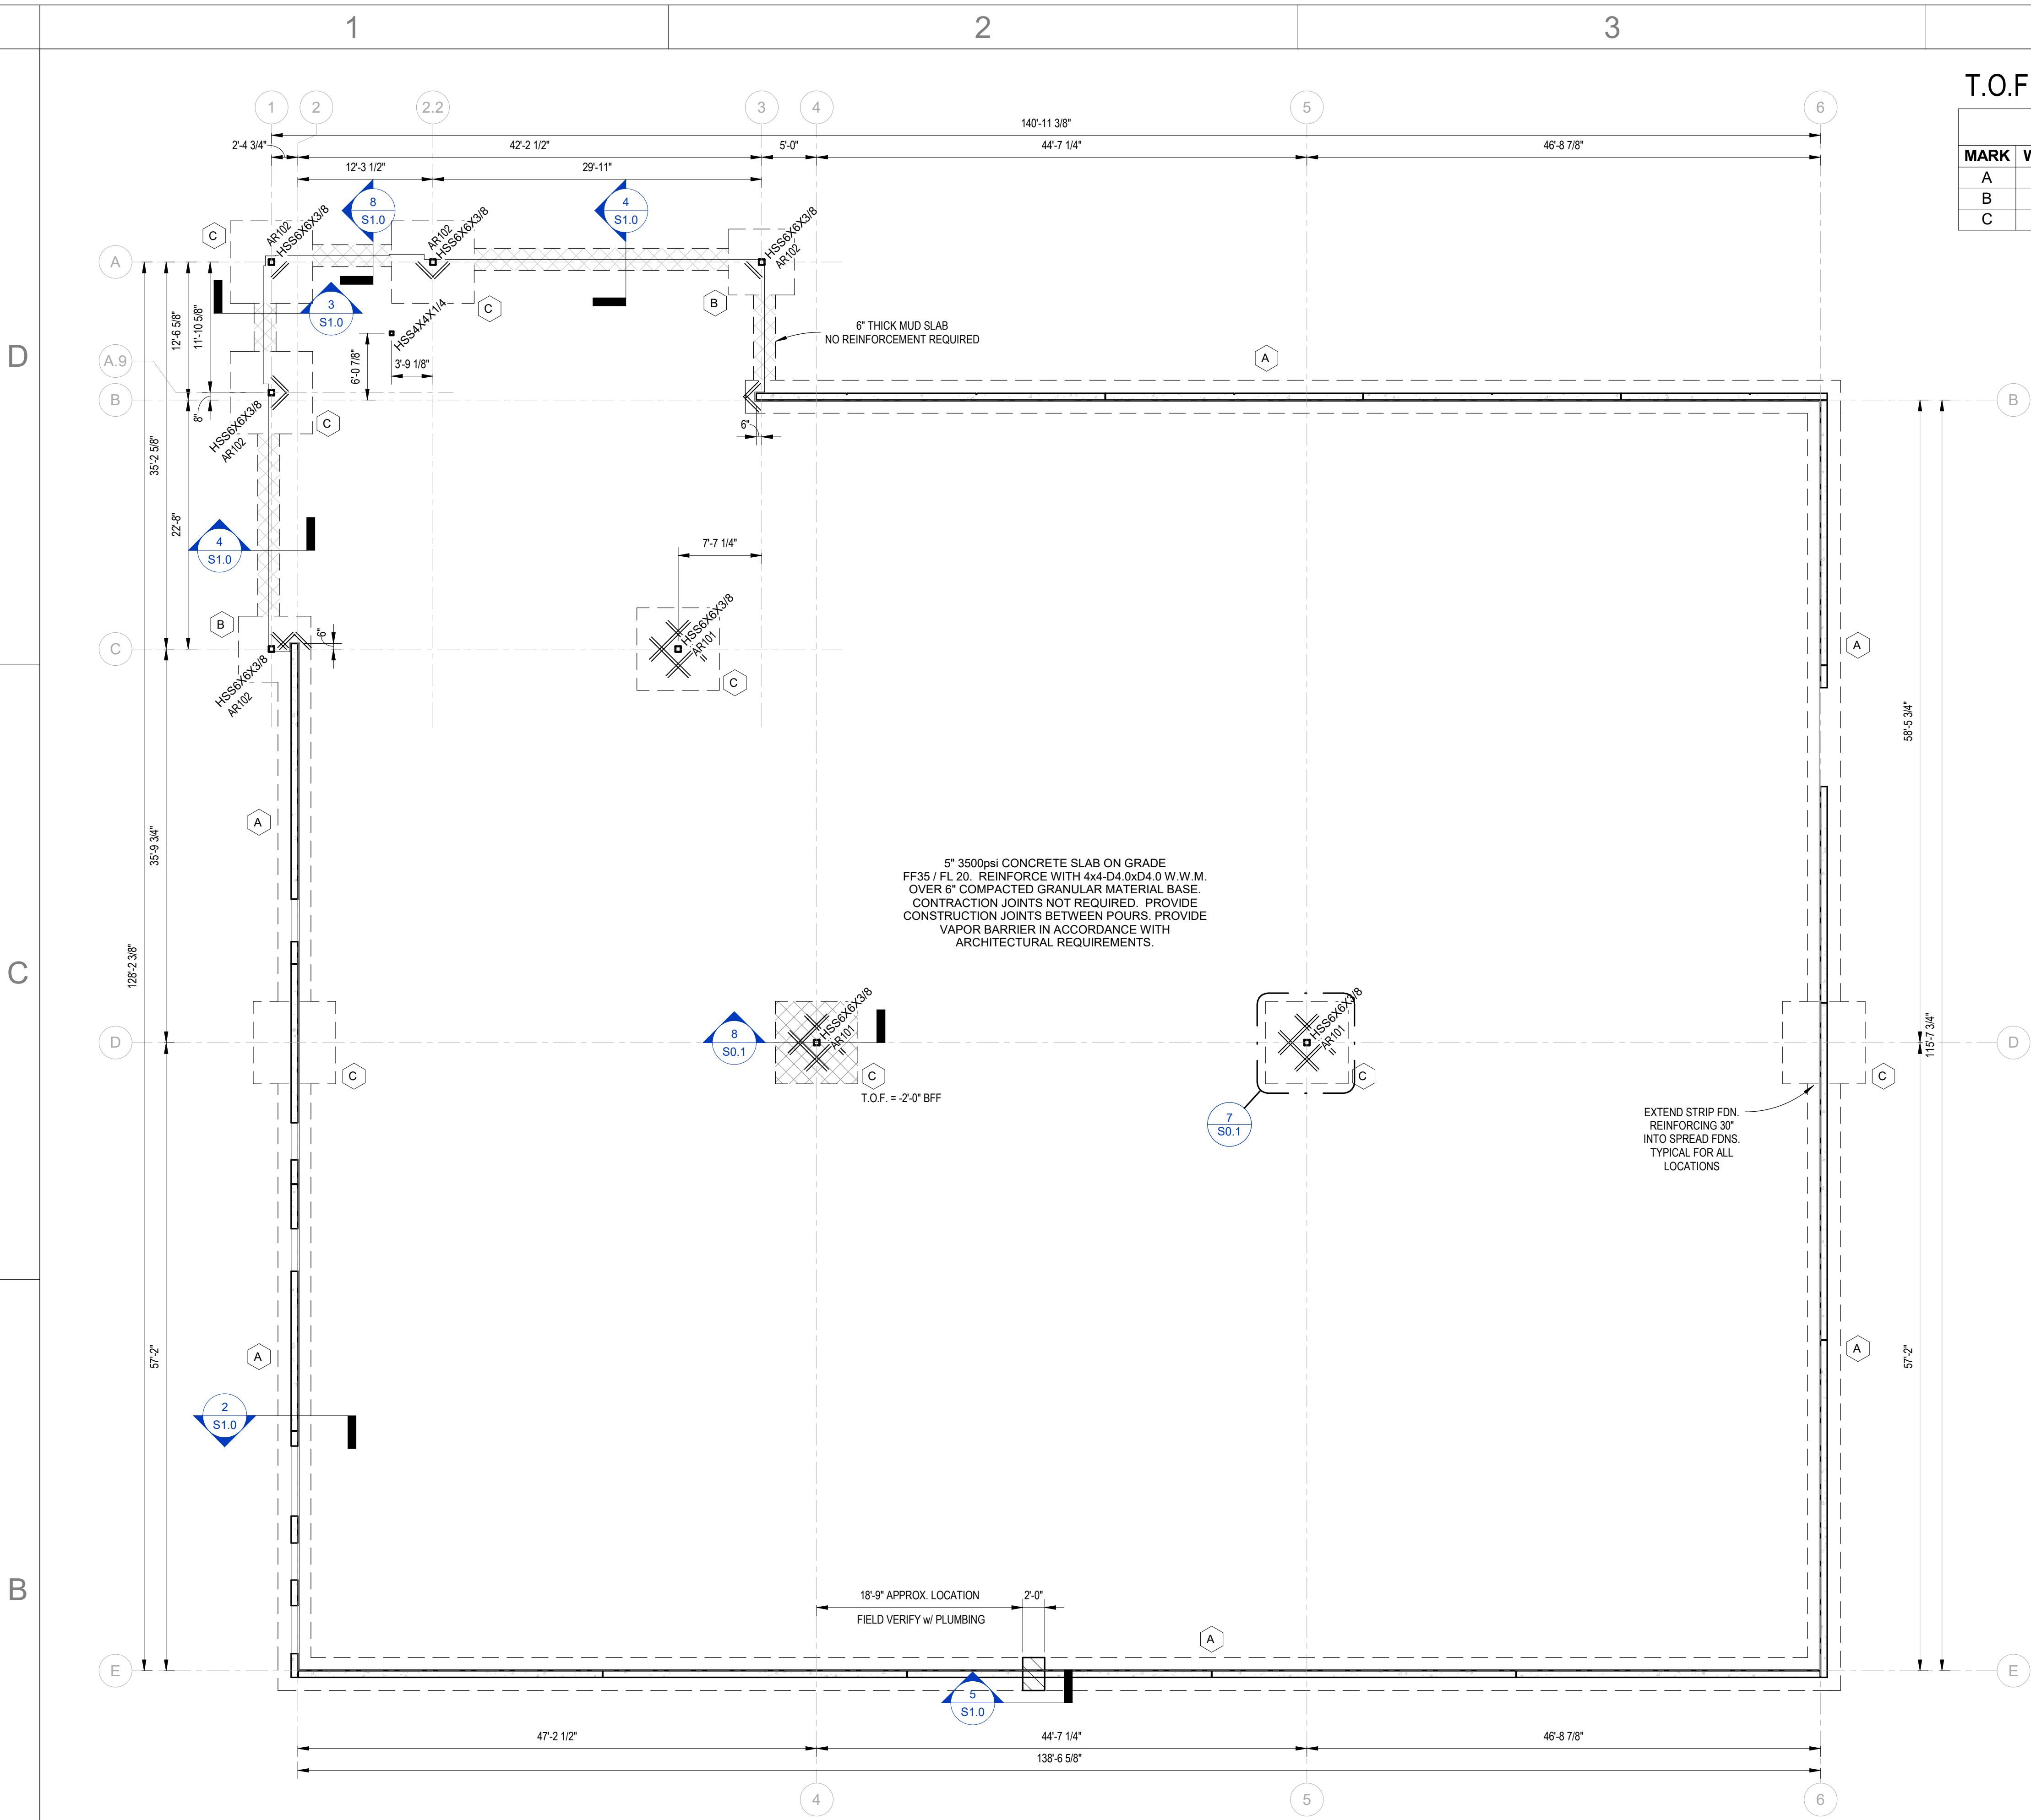 1
2
3
T.O.F
MARK W
A
B
C
1
2
2.2
3
4
5
6
140'-11 3/8"
2'-4 3/4"
42'-2 1/2"
5'-0"
44'-7 1/4"
46'-8 7/8"
12'-3 1/2"
29'-11"
8
S1.0
4
S1.0
C
AR102
HSS6X6X3/8
AR102
HSS6X6X3/8
HSS6X6X3/8
AR102
A
3
S1.0
C
B
12'-6 5/8"
11'-10 5/8"
HSS4X4X1/4
6" THICK MUD SLAB
NO REINFORCEMENT REQUIRED
D
A.9
6'-0 7/8"
3'-9 1/8"
A
B
B
8"
HSS6X6X3/8
AR102
C
6"
35'-2 5/8"
22'-8"
4
S1.0
7'-7 1/4"
B
6"
HSS6X6X3/8
AR101
C
HSS6X6X3/8
AR102
C
A
58'-5 3/4"
A
35'-9 3/4"
5" 3500psi CONCRETE SLAB ON GRADE
FF35 / FL 20. REINFORCE WITH 4x4-D4.0xD4.0 W.W.M.
OVER 6" COMPACTED GRANULAR MATERIAL BASE.
CONTRACTION JOINTS NOT REQUIRED. PROVIDE
CONSTRUCTION JOINTS BETWEEN POURS. PROVIDE
VAPOR BARRIER IN ACCORDANCE WITH
ARCHITECTURAL REQUIREMENTS.
C
128'-2 3/8"
HSS6X6X3/8
AR101
HSS6X6X3/8
AR101
D
8
S0.1
D
115'-7 3/4"
C
C
C
C
T.O.F. = -2'-0" BFF
7
S0.1
EXTEND STRIP FDN.
REINFORCING 30"
INTO SPREAD FDNS.
TYPICAL FOR ALL
LOCATIONS
57'-2"
A
A
57'-2"
2
S1.0
B
18'-9" APPROX. LOCATION
2'-0"
FIELD VERIFY w/ PLUMBING
A
E
E
5
S1.0
47'-2 1/2"
44'-7 1/4"
46'-8 7/8"
138'-6 5/8"
4
5
6